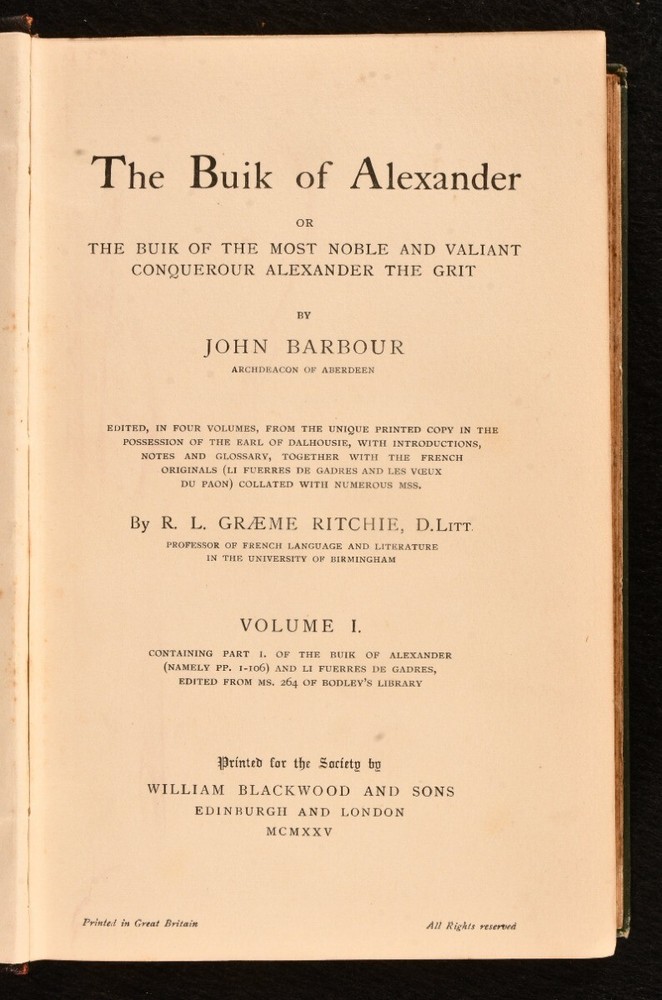 The Buik of Alexander
OR
THE BUIK OF THE MOST NOBLE AND VALIANT
CONQUEROUR ALEXANDER THE GRIT
BY
JOHN BARBOUR
ARCHDEACON OF ABERDEEN
EDITED, IN FOUR VOLUMES, FROM THE UNIQUE PRINTED COPY IN THE
POSSESSION OF THE EARL OF DALHOUSIE, WITH INTRODUCTIONS,
NOTES AND GLOSSARY, TOGETHER WITH THE FRENCH
ORIGINALS (LI FUERRES DE GADRES AND LES VŒUX
DU PAON) COLLATED WITH NUMEROUS MSS.
By R. L. GRÆME RITCHIE, D.LITT.
PROFESSOR OF FRENCH LANGUAGE AND LITERATURE
IN THE UNIVERSITY OF BIRMINGHAM
VOLUME I.
CONTAINING PART I. OF THE BUIK OF ALEXANDER
(NAMELY PP. 1-106) AND LI FUERRES DE GADRES,
EDITED FROM MS. 264 OF BODLEY'S LIBRARY
Printed for the Society by
WILLIAM BLACKWOOD AND SONS
EDINBURGH AND LONDON
MCMXXV
Printed in Great Britain
All Rights reserved